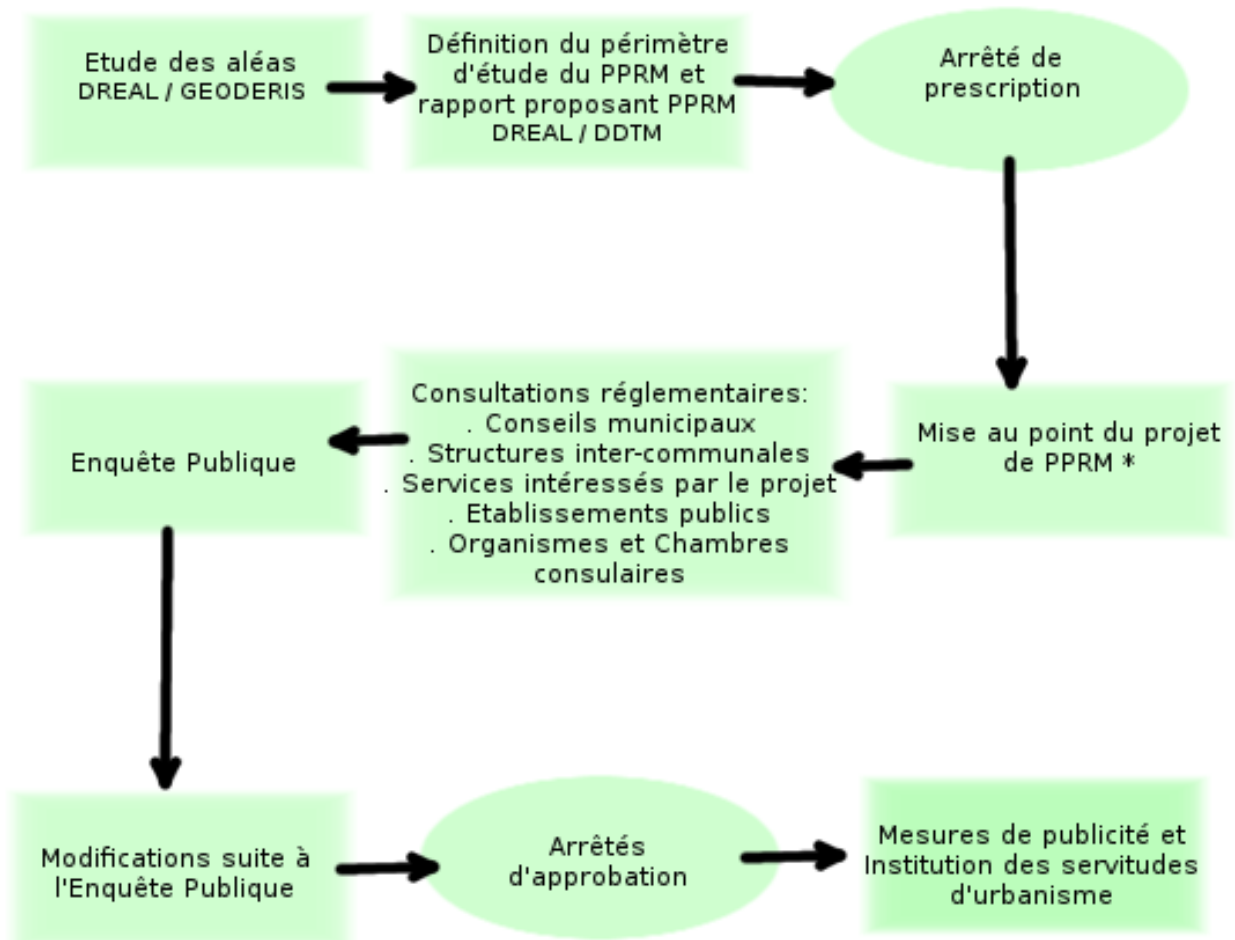 Etude des aléas
DREAL / GEODERIS
Définition du périmètre
d'étude du PPRM et
rapport proposant PPRM
DREAL / DDTM
Arrêté de
prescription
Mise au point du projet
de PPRM *
Consultations réglementaires:
. Conseils municipaux
. Structures inter-communales
. Services intéressés par le projet
. Etablissements publics
. Organismes et Chambres
consulaires
Enquête Publique
Modifications suite à
l'Enquête Publique
Arrêtés
d'approbation
Mesures de publicité et
Institution des servitudes
d'urbanisme